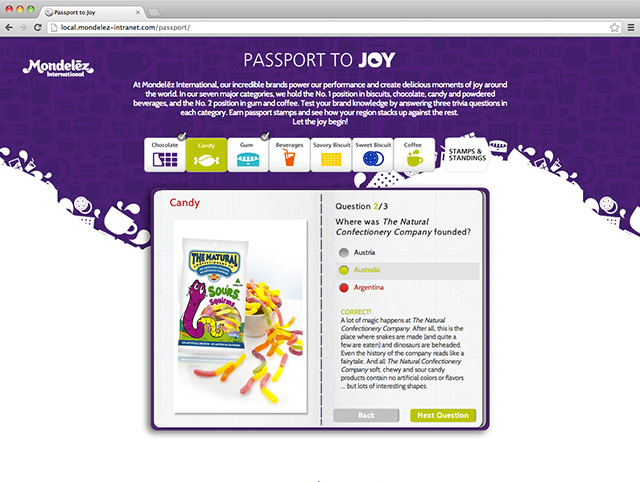 Passport to Joy
local.mondelez-intranet.com/passport/
Mondelēz
International
PASSPORT TO JOY
At Mondelēz International, our incredible brands power our performance and create delicious moments of joy around
the world. In our seven major categories, we hold the No. 1 position in biscuits, chocolate, candy and powdered
beverages, and the No. 2 position in gum and coffee. Test your brand knowledge by answering three trivia questions in
each category. Earn passport stamps and see how your region stacks up against the rest.
Let the joy begin!
Chocolate
Candy
Gum
Beverages
Savory Biscuit
Sweet Biscuit
Coffee
STAMPS &
STANDINGS
Candy
THE NATURAL
CONFECTIONERY CO.
SOURS
Squirms
Question 2/3
Where was The Natural
Confectionery Company founded?
Austria
Australia
Argentina
CORRECT!
A lot of magic happens at The Natural
Confectionery Company. After all, this is the
place where snakes are made (and quite a
few are eaten) and dinosaurs are beheaded.
Even the history of the company reads like a
fairytale. And all The Natural Confectionery
Company soft, chewy and sour candy
products contain no artificial colors or flavors
... but lots of interesting shapes.
Back
Next Question